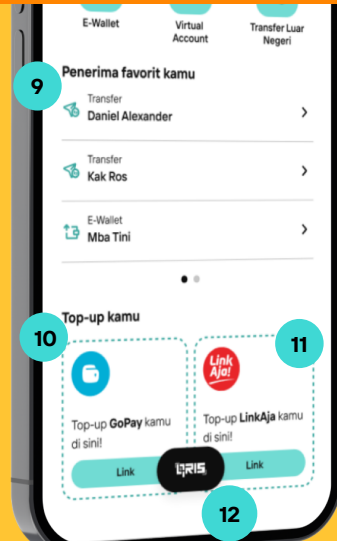 E-Wallet
Virtual
Account
Transfer Luar
Negeri
9
Penerima favorit kamu
Transfer
Daniel Alexander
Transfer
Kak Ros
E-Wallet
Mba Tini
Top-up kamu
10
11
Link
Aja!
Top-up GoPay kamu
di sini!
Top-up LinkAja kamu
di sini!
Link
QRIS
Link
12